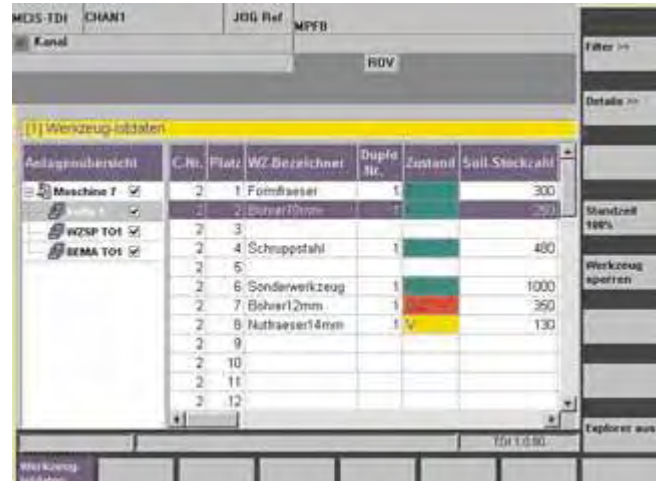 MCIS-TDI CHAN1 JOG Ref MPF0
Kanal
ROV
Filter >>
Details >>
[1] Werkzeug-Istdaten
Anlagenübersicht C.Nr. Platz WZ-Bezeichner Duplo Nr. Zustand Soll.Stückzahl
Maschine 7 2 1 Formfraeser 1 300
2 2 Bohrer10mm 1 250
WZSP TO1 2 3
BEMA TO1 2 4 Schruppstahl 1 480
2 5
2 6 Sonderwerkzeug 1 1000
2 7 Bohrer12mm 1 350
2 8 Nutfraeser14mm 1 V 130
2 9
2 10
2 11
2 12
Standzeit
100%
Werkzeug
sperren
Explorer aus
Werkzeug-